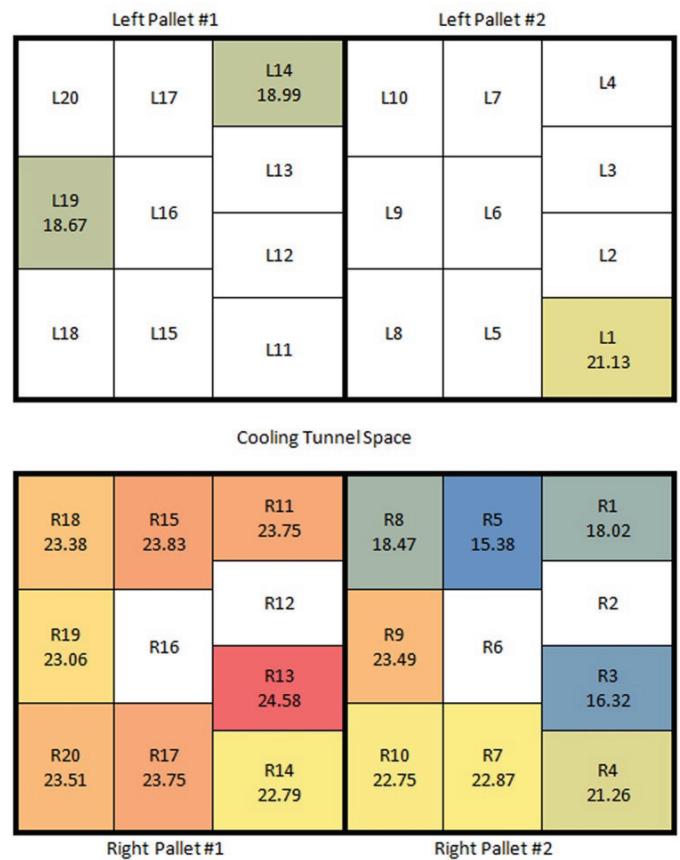 Left Pallet #1
Left Pallet #2
L20
L17
L14
18.99
L10
L7
L4
L13
L3
L19
18.67
L16
L9
L6
L12
L2
L18
L15
L11
L8
L5
L1
21.13
Cooling Tunnel Space
R18
23.38
R15
23.83
R11
23.75
R8
18.47
R5
15.38
R1
18.02
R12
R2
R19
23.06
R16
R9
23.49
R6
R13
24.58
R3
16.32
R20
23.51
R17
23.75
R14
22.79
R10
22.75
R7
22.87
R4
21.26
Right Pallet #1
Right Pallet #2